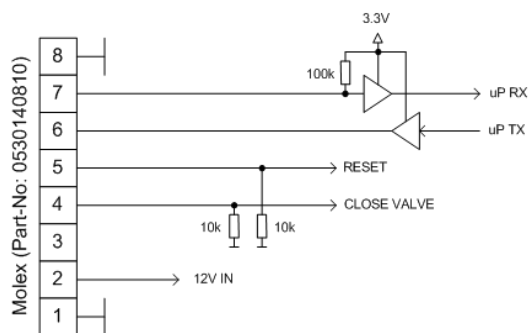 Molex (Part-No: 0530140810)
3.3V
8
100k
7
uP RX
6
uP TX
5
RESET
4
CLOSE VALVE
3
10k
10k
2
12V IN
1